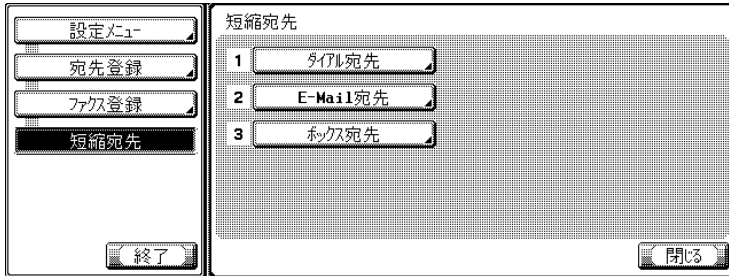 設定メニュー
宛先登録
ファクス登録
短縮宛先
終了
短縮宛先
1 ダイアル宛先
2 E-Mail宛先
3 ボックス宛先
閉じる